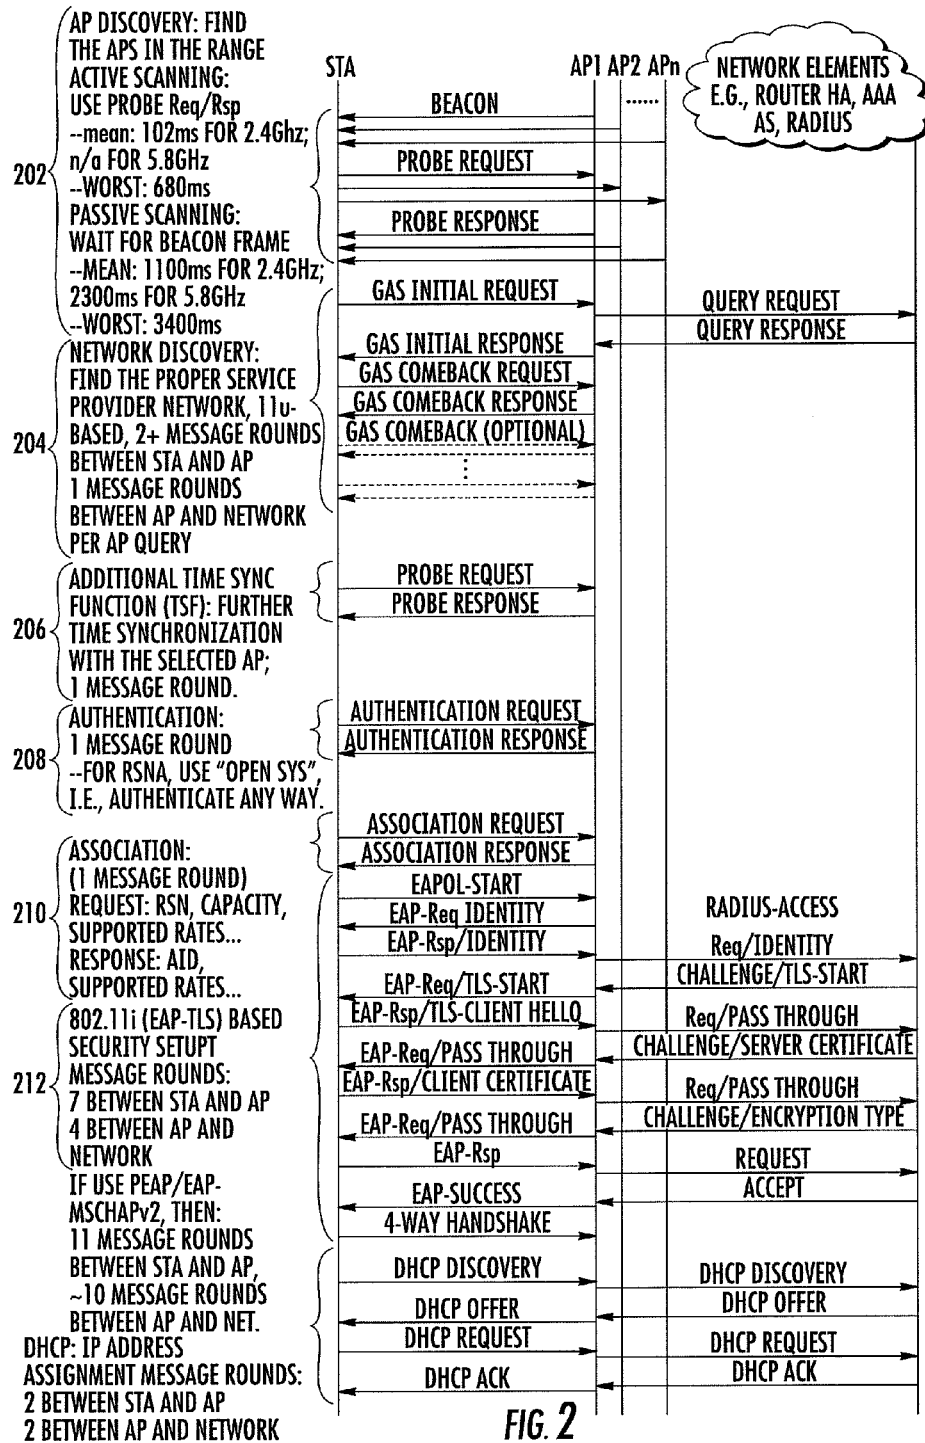 AP DISCOVERY: FIND
THE APS IN THE RANGE
ACTIVE SCANNING:
USE PROBE Req/Rsp
--mean: 102ms FOR 2.4Ghz;
n/a FOR 5.8GHz
--WORST: 680ms
PASSIVE SCANNING:
WAIT FOR BEACON FRAME
--MEAN: 1100ms FOR 2.4GHz;
2300ms FOR 5.8GHz
--WORST: 3400ms
202
NETWORK DISCOVERY:
FIND THE PROPER SERVICE
PROVIDER NETWORK, 11u-
BASED, 2+ MESSAGE ROUNDS
BETWEEN STA AND AP
1 MESSAGE ROUNDS
BETWEEN AP AND NETWORK
PER AP QUERY
204
ADDITIONAL TIME SYNC
FUNCTION (TSF): FURTHER
TIME SYNCHRONIZATION
WITH THE SELECTED AP;
1 MESSAGE ROUND.
206
AUTHENTICATION:
1 MESSAGE ROUND
--FOR RSNA, USE "OPEN SYS",
I.E., AUTHENTICATE ANY WAY.
208
ASSOCIATION:
(1 MESSAGE ROUND)
REQUEST: RSN, CAPACITY,
SUPPORTED RATES...
RESPONSE: AID,
SUPPORTED RATES...
210
802.11i (EAP-TLS) BASED
SECURITY SETUPT
MESSAGE ROUNDS:
7 BETWEEN STA AND AP
4 BETWEEN AP AND
NETWORK
212
IF USE PEAP/EAP-
MSCHAPv2, THEN:
11 MESSAGE ROUNDS
BETWEEN STA AND AP,
~10 MESSAGE ROUNDS
BETWEEN AP AND NET.
DHCP: IP ADDRESS
ASSIGNMENT MESSAGE ROUNDS:
2 BETWEEN STA AND AP
2 BETWEEN AP AND NETWORK
STA
AP1 AP2 APn
......
NETWORK ELEMENTS
E.G., ROUTER HA, AAA
AS, RADIUS
BEACON
PROBE REQUEST
PROBE RESPONSE
GAS INITIAL REQUEST
QUERY REQUEST
QUERY RESPONSE
GAS INITIAL RESPONSE
GAS COMEBACK REQUEST
GAS COMEBACK RESPONSE
GAS COMEBACK (OPTIONAL)
PROBE REQUEST
PROBE RESPONSE
AUTHENTICATION REQUEST
AUTHENTICATION RESPONSE
ASSOCIATION REQUEST
ASSOCIATION RESPONSE
EAPOL-START
EAP-Req IDENTITY
RADIUS-ACCESS
EAP-Rsp/IDENTITY
Req/IDENTITY
CHALLENGE/TLS-START
EAP-Req/TLS-START
EAP-Rsp/TLS-CLIENT HELLO
Req/PASS THROUGH
CHALLENGE/SERVER CERTIFICATE
EAP-Req/PASS THROUGH
EAP-Rsp/CLIENT CERTIFICATE
Req/PASS THROUGH
CHALLENGE/ENCRYPTION TYPE
EAP-Req/PASS THROUGH
EAP-Rsp
REQUEST
ACCEPT
EAP-SUCCESS
4-WAY HANDSHAKE
DHCP DISCOVERY
DHCP DISCOVERY
DHCP OFFER
DHCP OFFER
DHCP REQUEST
DHCP REQUEST
DHCP ACK
DHCP ACK
FIG. 2